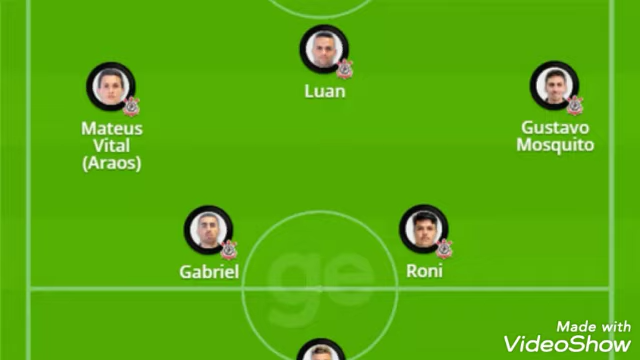 Luan
Mateus
Vital
(Araos)
Gustavo
Mosquito
Gabriel
Roni
ge
Made with
VideoShow